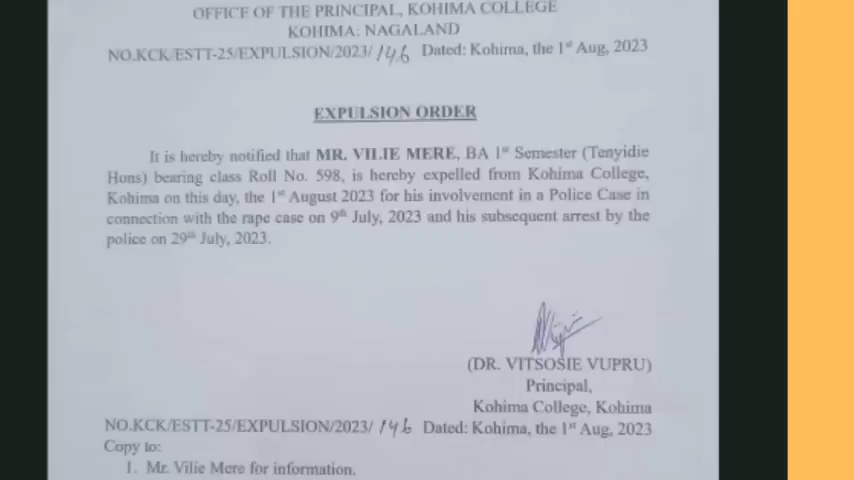 OFFICE OF THE PRINCIPAL, KOHIMA COLLEGE
KOHIMA: NAGALAND
NO.KCK/ESTT-25/EXPULSION/2023/146 Dated: Kohima, the 1st Aug, 2023
EXPULSION ORDER
It is hereby notified that MR. VILIE MERE, BA 1st Semester (Tenyidie
Hons) bearing class Roll No. 598, is hereby expelled from Kohima College,
Kohima on this day, the 1st August 2023 for his involvement in a Police Case in
connection with the rape case on 9th July, 2023 and his subsequent arrest by the
police on 29th July, 2023.
(DR. VITSOSIE VUPRU)
Principal,
Kohima College, Kohima
NO.KCK/ESTT-25/EXPULSION/2023/146 Dated: Kohima, the 1st Aug, 2023
Copy to:
1. Mr. Vilie Mere for information.